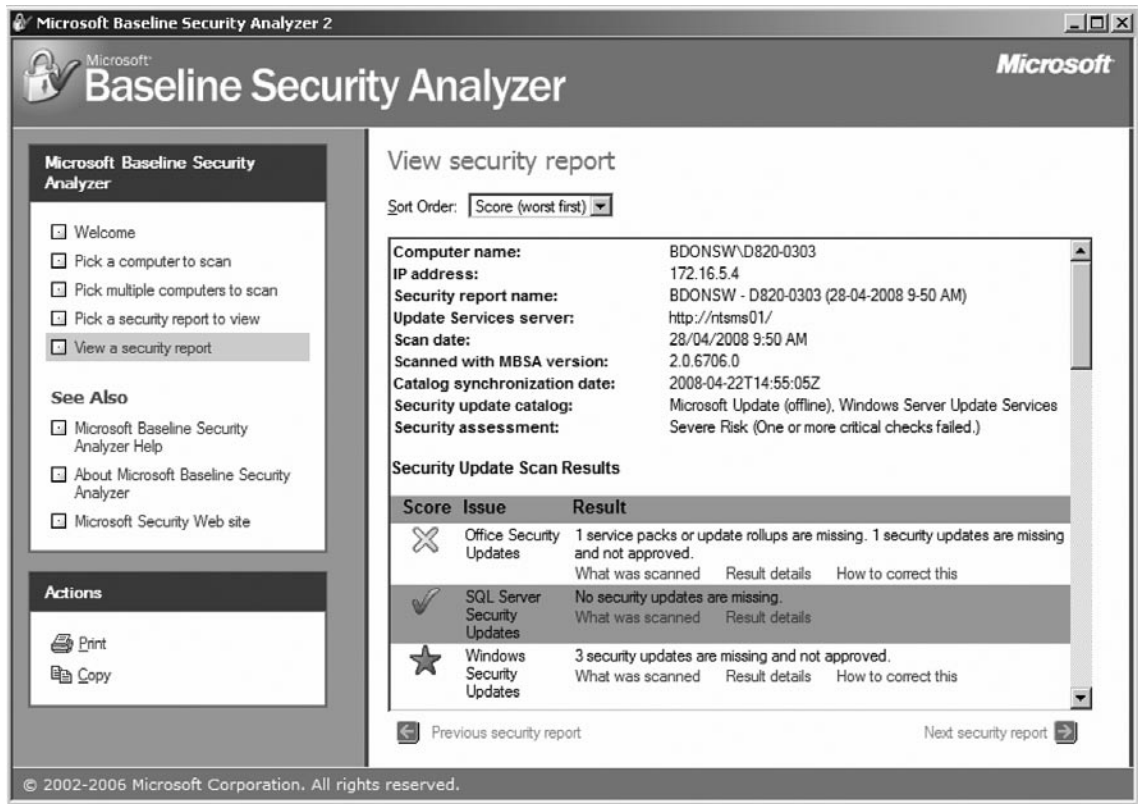 Microsoft Baseline Security Analyzer 2
Microsoft
Baseline Security Analyzer
Microsoft
Microsoft Baseline Security
Analyzer
Welcome
Pick a computer to scan
Pick multiple computers to scan
Pick a security report to view
View a security report
See Also
Microsoft Baseline Security
Analyzer Help
About Microsoft Baseline Security
Analyzer
Microsoft Security Web site
Actions
Print
Copy
View security report
Sort Order: Score (worst first)
Computer name: BDONSW\D820-0303
IP address: 172.16.5.4
Security report name: BDONSW - D820-0303 (28-04-2008 9-50 AM)
Update Services server: http://ntsms01/
Scan date: 28/04/2008 9:50 AM
Scanned with MBSA version: 2.0.6706.0
Catalog synchronization date: 2008-04-22T14:55:05Z
Security update catalog: Microsoft Update (offline), Windows Server Update Services
Security assessment: Severe Risk (One or more critical checks failed.)
Security Update Scan Results
Score Issue Result
Office Security 1 service packs or update rollups are missing. 1 security updates are missing
Updates and not approved.
What was scanned Result details How to correct this
SQL Server No security updates are missing.
Security What was scanned Result details
Updates
Windows 3 security updates are missing and not approved.
Security What was scanned Result details How to correct this
Updates
Previous security report Next security report
© 2002-2006 Microsoft Corporation. All rights reserved.